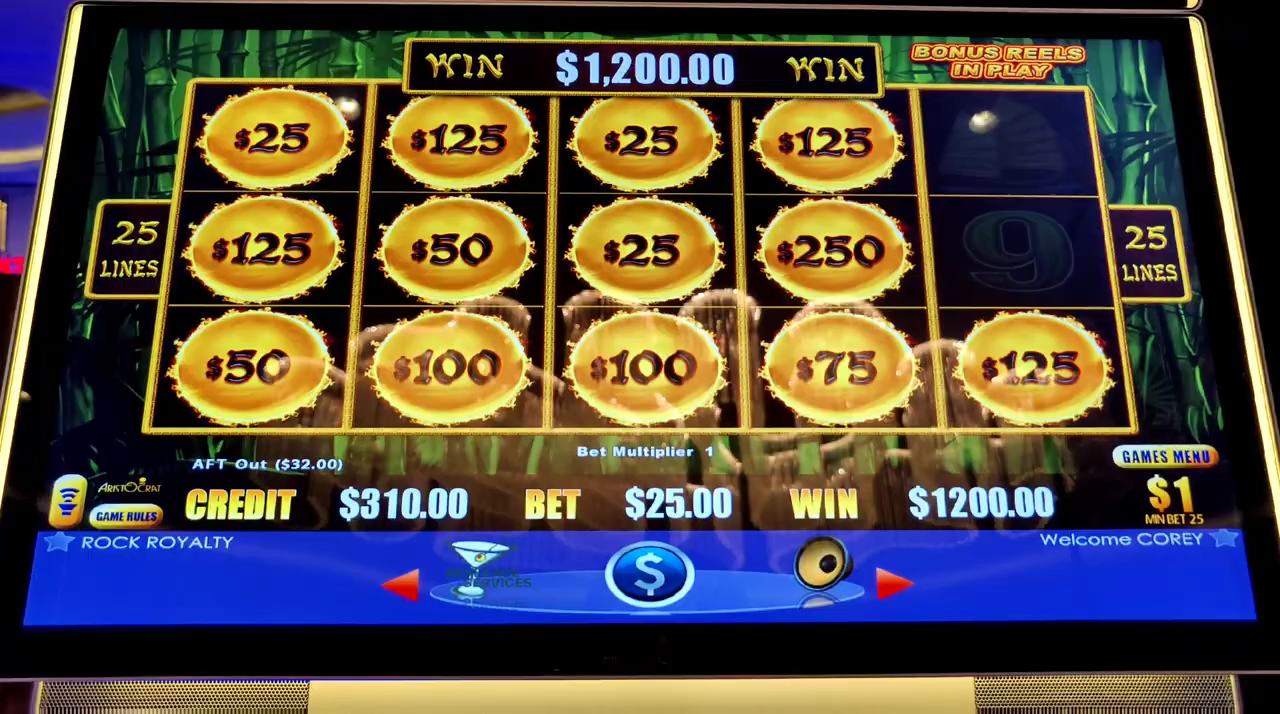 WIN $1,200.00 WIN
BONUS REELS
IN PLAY
$25 $125 $25 $125
25
LINES
$125 $50 $25 $250 9
25
LINES
$50 $100 $100 $75 $125
Bet Multiplier 1
AFT Out ($32.00)
GAMES MENU
ARISTOCRAT
GAME RULES
CREDIT $310.00 BET $25.00 WIN $1200.00
$1
MIN BET 25
ROCK ROYALTY
Welcome COREY
SERVICES
$